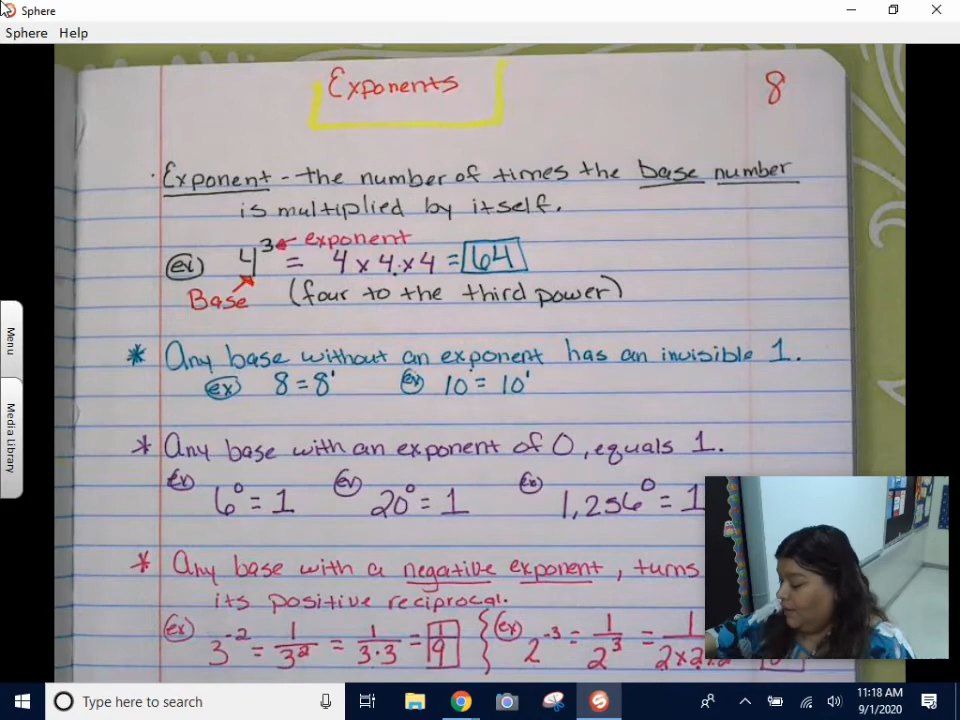 Sphere
Sphere Help
Exponents
8
Exponent - the number of times the base number
is multiplied by itself.
ex 4³ ← exponent = 4 x 4 x 4 = 64
Base (four to the third power)
* Any base without an exponent has an invisible 1.
ex 8 = 8¹ ex 10 = 10¹
* Any base with an exponent of 0, equals 1.
ex 6⁰ = 1 ex 20⁰ = 1 ex 1,256⁰ = 1
* Any base with a negative exponent, turns
its positive reciprocal.
ex 3⁻² = 1/3² = 1/3·3 = 1/9 { ex 2⁻³ = 1/2³ = 1/2x2x2
Menu
Media Library
Type here to search
11:18 AM
9/1/2020